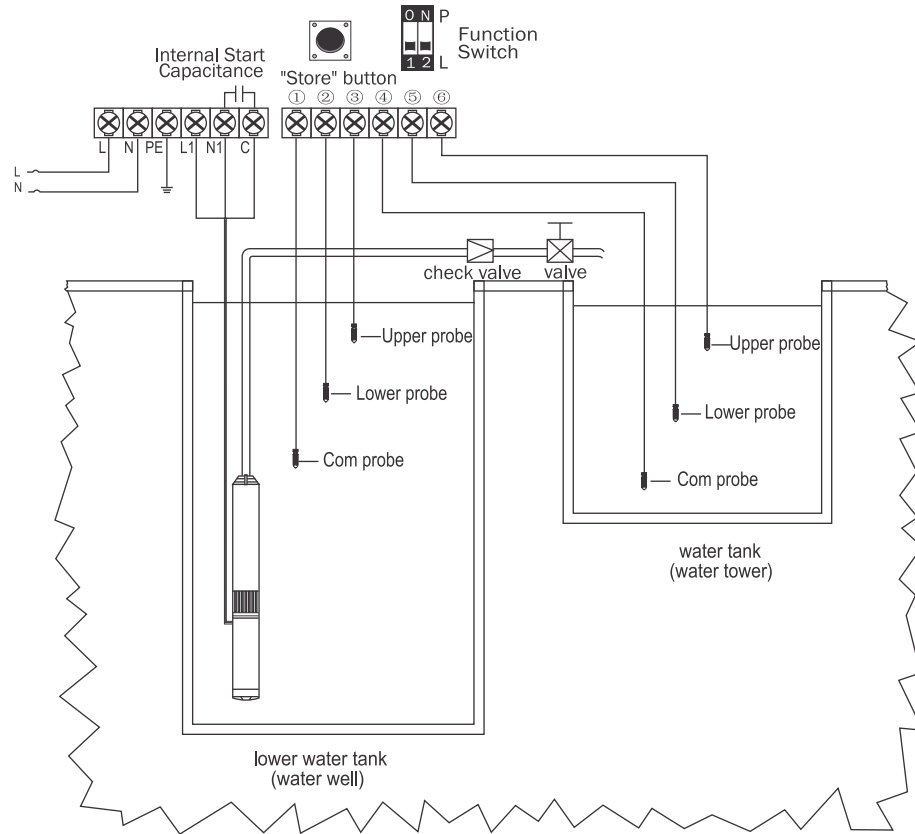 O N P
Function
Switch
1 2 L
Internal Start
Capacitance
"Store" button
① ② ③ ④ ⑤ ⑥
L N PE L1 N1 C
L
N
check valve valve
Upper probe
Lower probe
Com probe
Upper probe
Lower probe
Com probe
water tank
(water tower)
lower water tank
(water well)